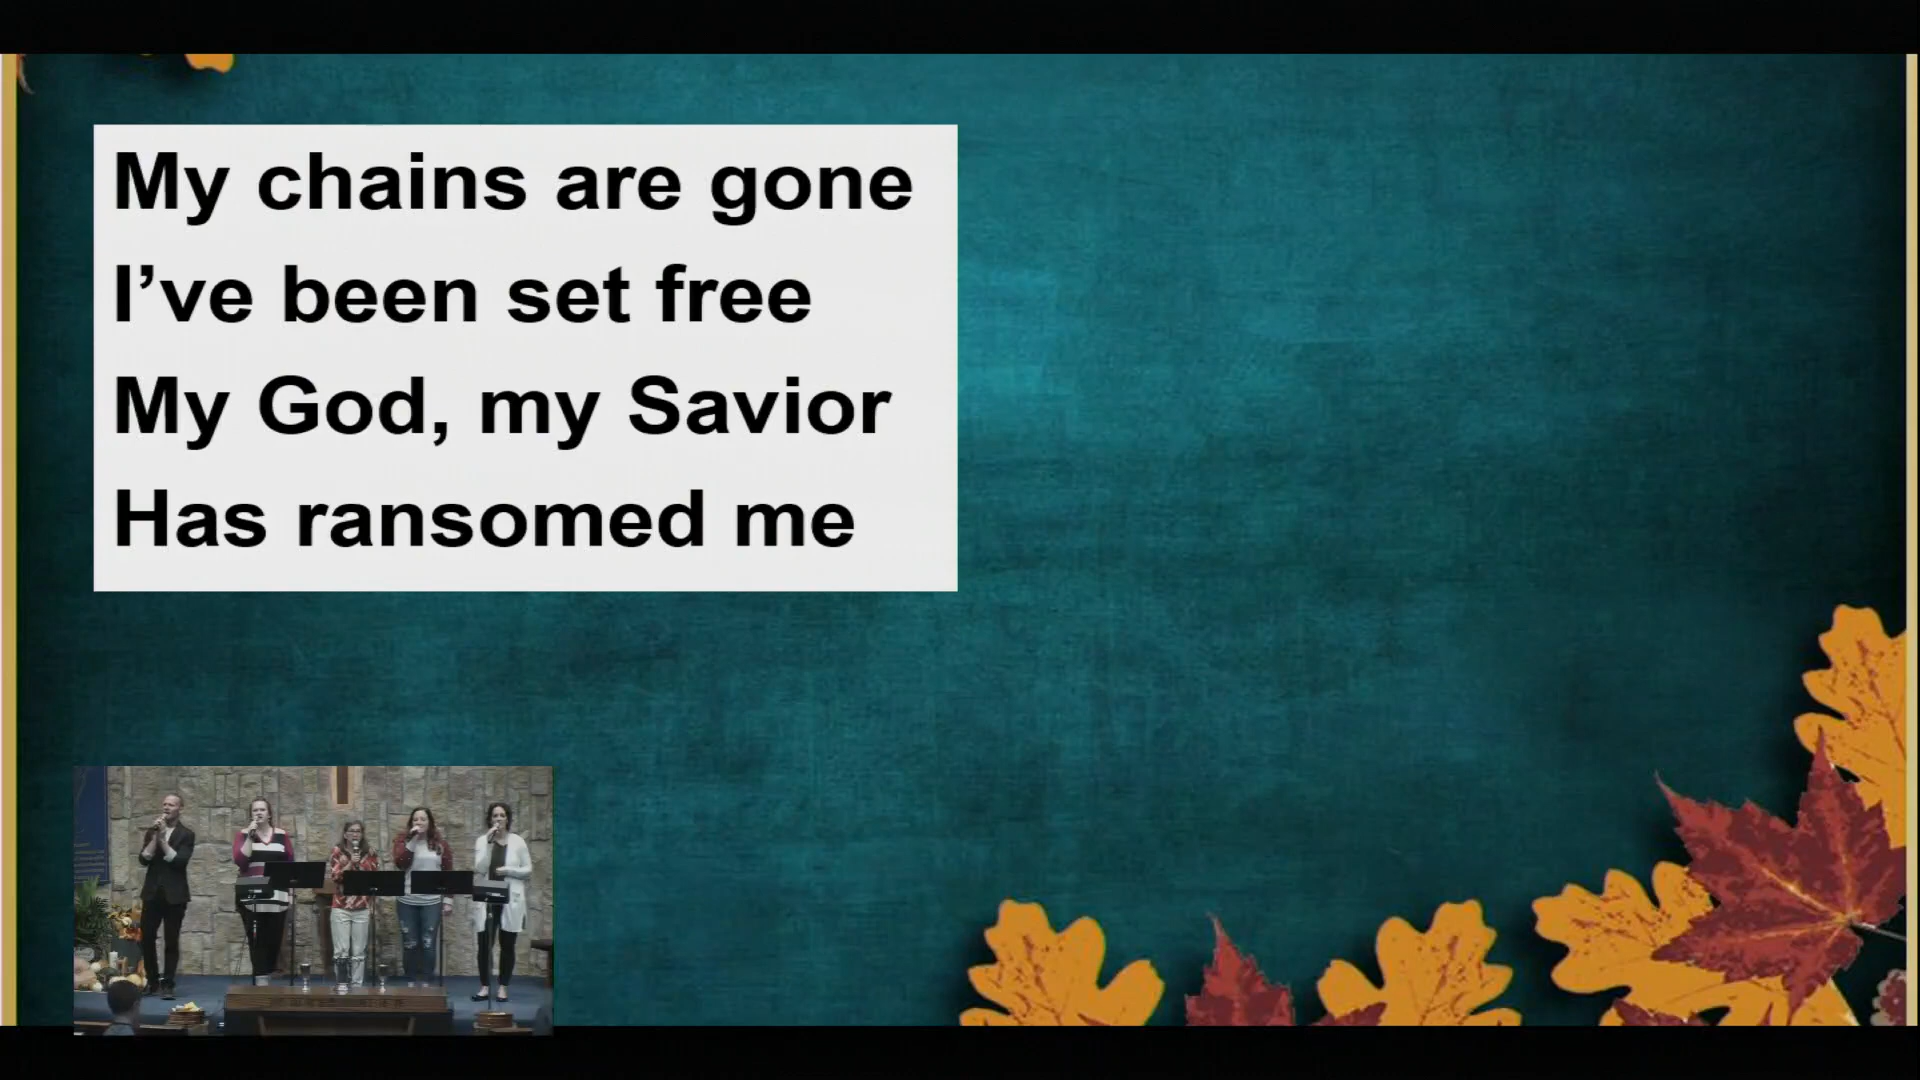 My chains are gone
I’ve been set free
My God, my Savior
Has ransomed me